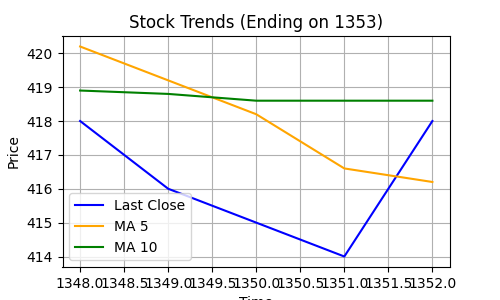 Stock Trends (Ending on 1353)
Price
420
419
418
417
416
415
414
Last Close
MA 5
MA 10
1348.0 1348.5 1349.0 1349.5 1350.0 1350.5 1351.0 1351.5 1352.0
Time